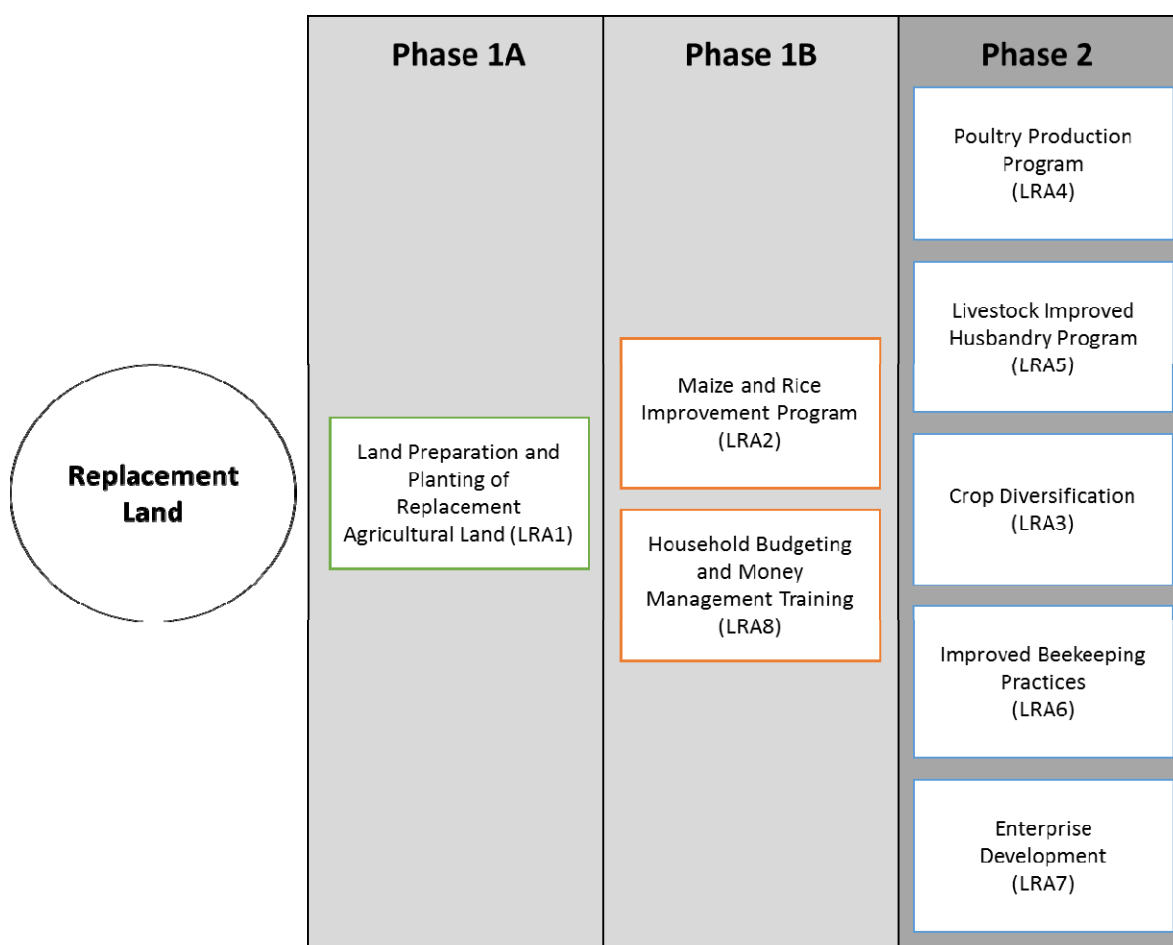 Replacement
Land
Phase 1A
Land Preparation and
Planting of
Replacement
Agricultural Land (LRA1)
Phase 1B
Maize and Rice
Improvement Program
(LRA2)
Household Budgeting
and Money
Management Training
(LRA8)
Phase 2
Poultry Production
Program
(LRA4)
Livestock Improved
Husbandry Program
(LRA5)
Crop Diversification
(LRA3)
Improved Beekeeping
Practices
(LRA6)
Enterprise
Development
(LRA7)